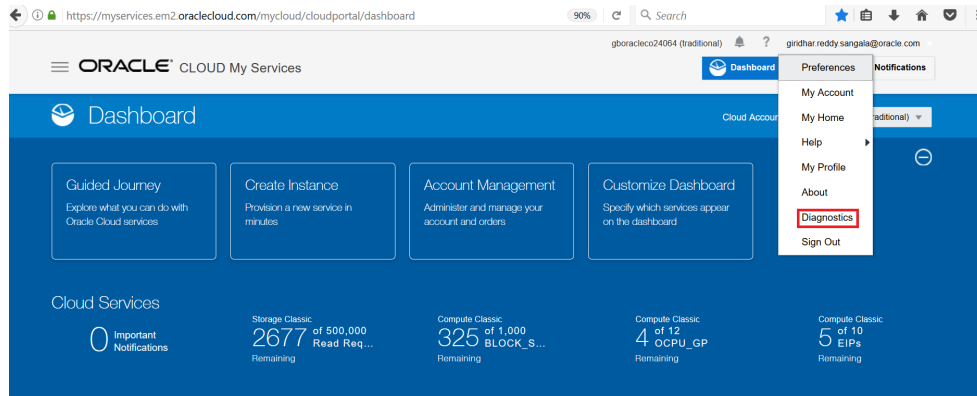 https://myservices.em2.oraclecloud.com/mycloud/cloudportal/dashboard
90%
Search
gboracleco24064 (traditional)
?
giridhar.reddy.sangala@oracle.com
ORACLE® CLOUD My Services
Dashboard
Notifications
Preferences
My Account
My Home
Help
My Profile
About
Diagnostics
Sign Out
Dashboard
Cloud Accoun
raditional)
Guided Journey
Explore what you can do with
Oracle Cloud services
Create Instance
Provision a new service in
minutes
Account Management
Administer and manage your
account and orders
Customize Dashboard
Specify which services appear
on the dashboard
Cloud Services
0 Important
Notifications
Storage Classic
2677 of 500,000
Read Req...
Remaining
Compute Classic
325 of 1,000
BLOCK_S...
Remaining
Compute Classic
4 of 12
OCPU_GP
Remaining
Compute Classic
5 of 10
EIPs
Remaining